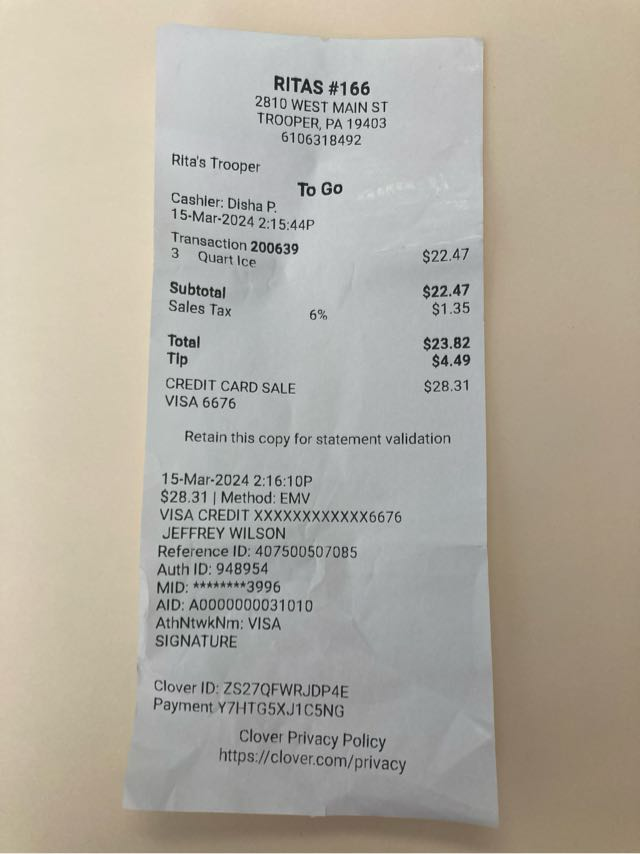 RITAS #166
2810 WEST MAIN ST
TROOPER, PA 19403
6106318492
Rita's Trooper
To Go
Cashier: Disha P.
15-Mar-2024 2:15:44P
Transaction 200639
3 Quart Ice $22.47
Subtotal $22.47
Sales Tax 6% $1.35
Total $23.82
Tip $4.49
CREDIT CARD SALE $28.31
VISA 6676
Retain this copy for statement validation
15-Mar-2024 2:16:10P
$28.31 | Method: EMV
VISA CREDIT XXXXXXXXXXXX6676
JEFFREY WILSON
Reference ID: 407500507085
Auth ID: 948954
MID: ********3996
AID: A0000000031010
AthNtwkNm: VISA
SIGNATURE
Clover ID: ZS27QFWRJDP4E
Payment Y7HTG5XJ1C5NG
Clover Privacy Policy
https://clover.com/privacy